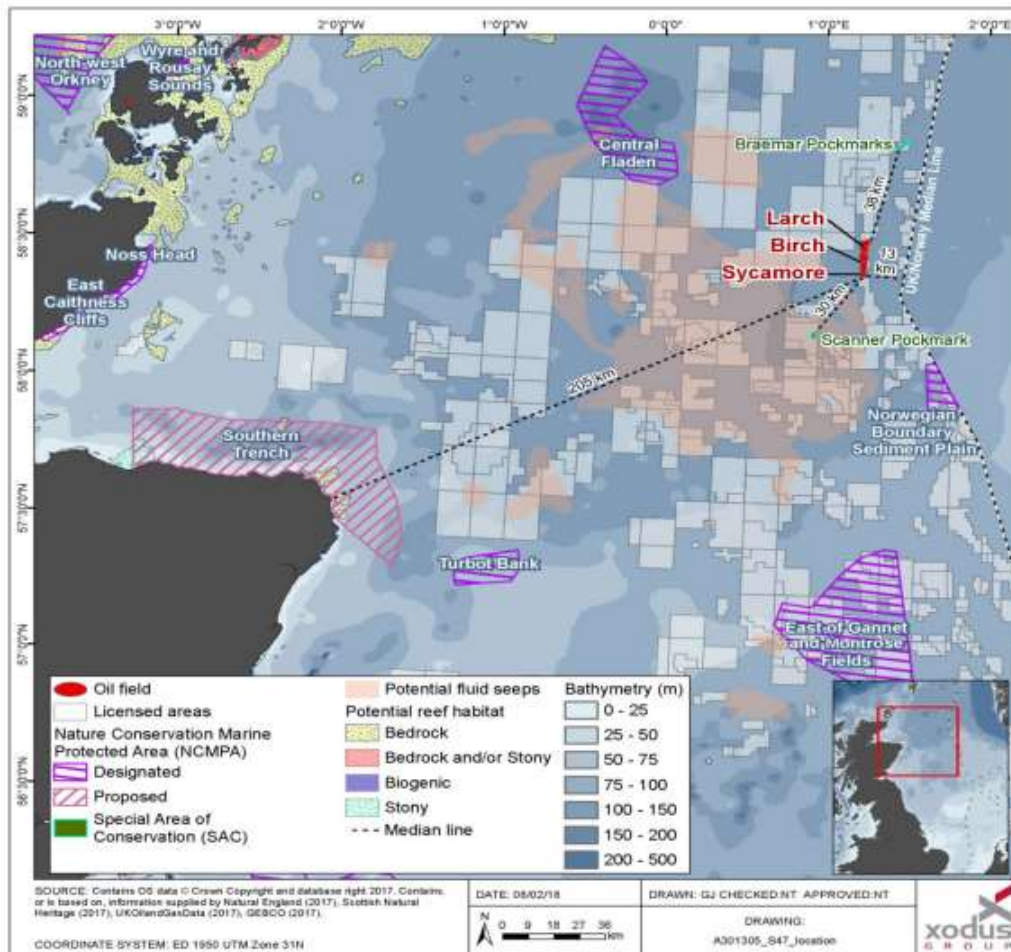 3°0'0"W
2°0'0"W
1°0'0"W
0°0'0"
1°0'0"E
2°0'0"E
59°0'0"N
58°30'0"N
58°0'0"N
57°30'0"N
57°0'0"N
56°30'0"N
North-west
Orkney
Wyre and
Rousay
Sounds
Central
Fladen
Braemar Pockmarks
38 km
UK/Norway Median Line
Larch
Birch
Sycamore
13
km
30 km
Noss Head
East
Caithness
Cliffs
205 km
Scanner Pockmark
Southern
Trench
Norwegian
Boundary
Sediment Plain
Turbot Bank
East of Gannet
and Montrose
Fields
Oil field
Licensed areas
Nature Conservation Marine
Protected Area (NCMPA)
Designated
Proposed
Special Area of
Conservation (SAC)
Potential fluid seeps
Potential reef habitat
Bedrock
Bedrock and/or Stony
Biogenic
Stony
Median line
Bathymetry (m)
0 - 25
25 - 50
50 - 75
75 - 100
100 - 150
150 - 200
200 - 500
SOURCE: Contains OS data © Crown Copyright and database right 2017. Contains,
or is based on, information supplied by Natural England (2017), Scottish Natural
Heritage (2017), UKOilandGasData (2017), GEBCO (2017).
COORDINATE SYSTEM: ED 1950 UTM Zone 31N
DATE: 08/02/18
N
0 9 18 27 36
km
DRAWN: GJ CHECKED:NT APPROVED:NT
DRAWING:
A301305_S47_location
xodus
GROUP